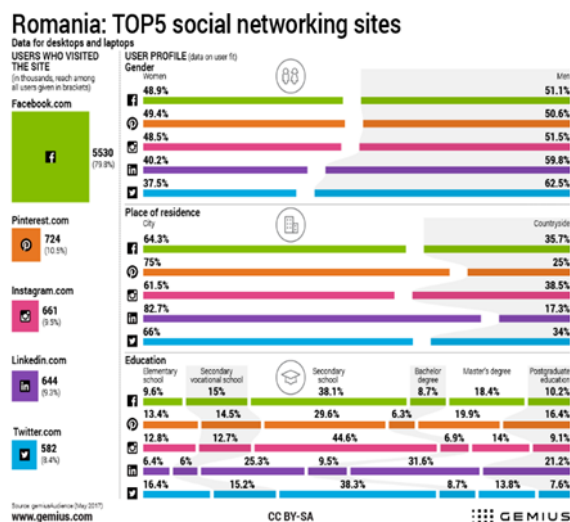 Romania: TOP5 social networking sites
Data for desktops and laptops
USERS WHO VISITED
THE SITE
(in thousands, reach among
all users given in brackets)
Facebook.com
5530
(79.8%)
Pinterest.com
724
(10.5%)
Instagram.com
661
(9.5%)
Linkedin.com
644
(9.3%)
Twitter.com
582
(8.4%)
USER PROFILE (data on user fit)
Gender
Women Men
48.9% 51.1%
49.4% 50.6%
48.5% 51.5%
40.2% 59.8%
37.5% 62.5%
Place of residence
City Countryside
64.3% 35.7%
75% 25%
61.5% 38.5%
82.7% 17.3%
66% 34%
Education
Elementary school Secondary vocational school Secondary school Bachelor degree Master's degree Postgraduate education
9.6% 15% 38.1% 8.7% 18.4% 10.2%
13.4% 14.5% 29.6% 6.3% 19.9% 16.4%
12.8% 12.7% 44.6% 6.9% 14% 9.1%
6.4% 6% 25.3% 9.5% 31.6% 21.2%
16.4% 15.2% 38.3% 8.7% 13.8% 7.6%
Source: gemiusAudience (May 2017)
www.gemius.com CC BY-SA GEMIUS